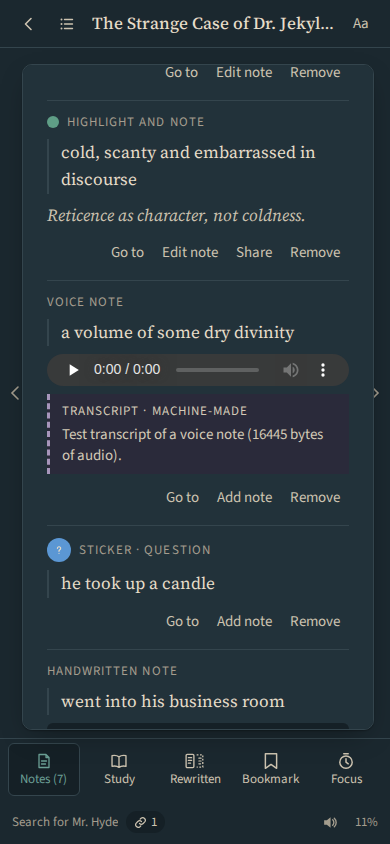 The Strange Case of Dr. Jekyl... Aa
Go to Edit note Remove
HIGHLIGHT AND NOTE
cold, scanty and embarrassed in
discourse
Reticence as character, not coldness.
Go to Edit note Share Remove
VOICE NOTE
a volume of some dry divinity
0:00 / 0:00
TRANSCRIPT · MACHINE-MADE
Test transcript of a voice note (16445 bytes
of audio).
Go to Add note Remove
? STICKER · QUESTION
he took up a candle
Go to Add note Remove
HANDWRITTEN NOTE
went into his business room
Notes (7) Study Rewritten Bookmark Focus
Search for Mr. Hyde 1 11%